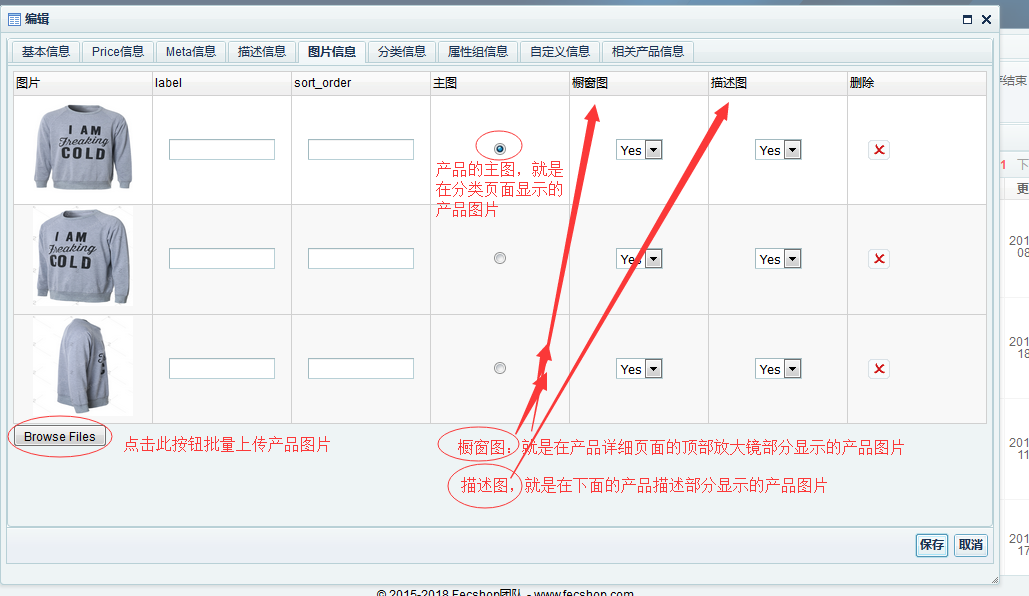 编辑
基本信息 Price信息 Meta信息 描述信息 图片信息 分类信息 属性组信息 自定义信息 相关产品信息
图片 label sort_order 主图 橱窗图 描述图 删除
I AM
Freaking
COLD
Yes Yes
产品的主图，就是
在分类页面显示的
产品图片
I AM
Freaking
COLD
Yes Yes
Yes Yes
Browse Files 点击此按钮批量上传产品图片
橱窗图：就是在产品详细页面的顶部放大镜部分显示的产品图片
描述图，就是在下面的产品描述部分显示的产品图片
保存 取消
结束
1 下
更
201
08
201
18
201
11
201
17
© 2015-2018 Fecshop团队 - www.fecshop.com